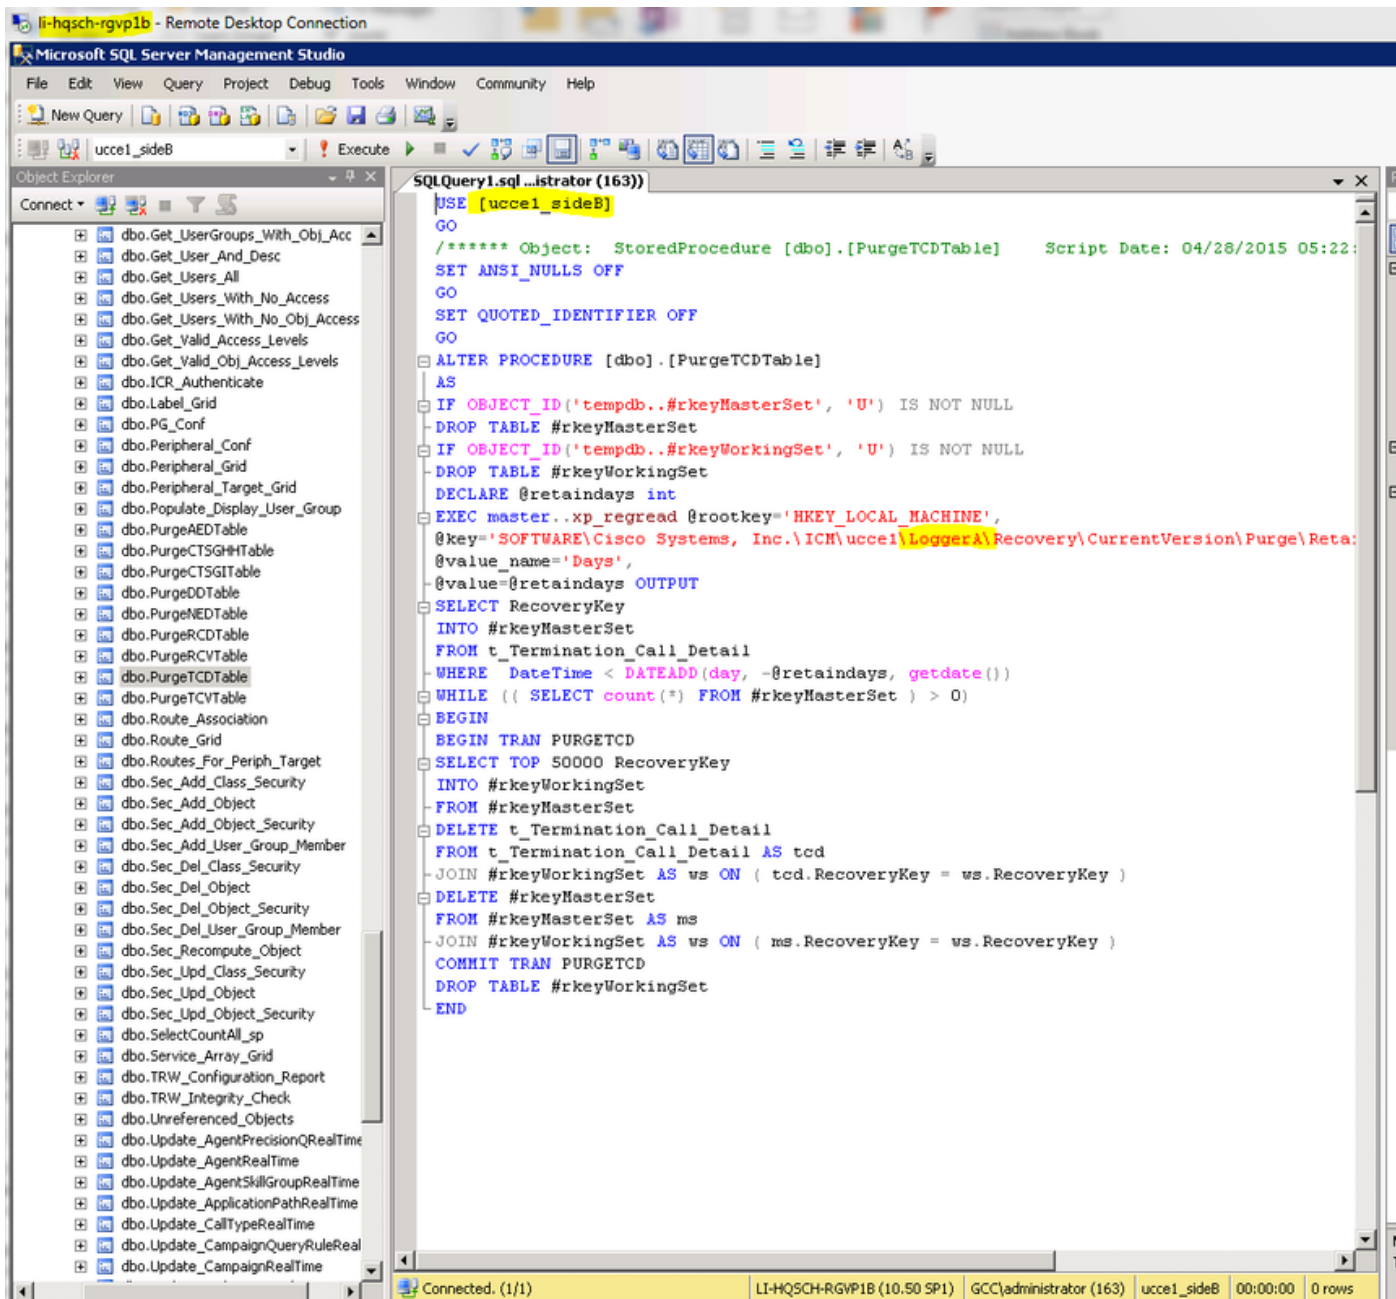 li-hqsch-rgvp1b - Remote Desktop Connection
Microsoft SQL Server Management Studio
File Edit View Query Project Debug Tools Window Community Help
New Query
ucce1_sideB Execute
Object Explorer
Connect
dbo.Get_UserGroups_With_Obj_Acc
dbo.Get_User_And_Desc
dbo.Get_Users_All
dbo.Get_Users_With_No_Access
dbo.Get_Users_With_No_Obj_Access
dbo.Get_Valid_Access_Levels
dbo.Get_Valid_Obj_Access_Levels
dbo.ICR_Authenticate
dbo.Label_Grid
dbo.PG_Conf
dbo.Peripheral_Conf
dbo.Peripheral_Grid
dbo.Peripheral_Target_Grid
dbo.Populate_Display_User_Group
dbo.PurgeAEDTable
dbo.PurgeCTSGHHTable
dbo.PurgeCTSGITable
dbo.PurgeDDTable
dbo.PurgeNEDTable
dbo.PurgeRCDTable
dbo.PurgeRCVTable
dbo.PurgeTCDTable
dbo.PurgeTCVTable
dbo.Route_Association
dbo.Route_Grid
dbo.Routes_For_Periph_Target
dbo.Sec_Add_Class_Security
dbo.Sec_Add_Object
dbo.Sec_Add_Object_Security
dbo.Sec_Add_User_Group_Member
dbo.Sec_Del_Class_Security
dbo.Sec_Del_Object
dbo.Sec_Del_Object_Security
dbo.Sec_Del_User_Group_Member
dbo.Sec_Recompute_Object
dbo.Sec_Upd_Class_Security
dbo.Sec_Upd_Object
dbo.Sec_Upd_Object_Security
dbo.SelectCountAll_sp
dbo.Service_Array_Grid
dbo.TRW_Configuration_Report
dbo.TRW_Integrity_Check
dbo.Unreferenced_Objects
dbo.Update_AgentPrecisionQRealTime
dbo.Update_AgentRealTime
dbo.Update_AgentSkillGroupRealTime
dbo.Update_ApplicationPathRealTime
dbo.Update_CallTypeRealTime
dbo.Update_CampaignQueryRuleReal
dbo.Update_CampaignRealTime
SQLQuery1.sql ...istrator (163))
USE [ucce1_sideB]
GO
/****** Object: StoredProcedure [dbo].[PurgeTCDTable] Script Date: 04/28/2015 05:22:
SET ANSI_NULLS OFF
GO
SET QUOTED_IDENTIFIER OFF
GO
ALTER PROCEDURE [dbo].[PurgeTCDTable]
AS
IF OBJECT_ID('tempdb..#rkeyMasterSet', 'U') IS NOT NULL
DROP TABLE #rkeyMasterSet
IF OBJECT_ID('tempdb..#rkeyWorkingSet', 'U') IS NOT NULL
DROP TABLE #rkeyWorkingSet
DECLARE @retaindays int
EXEC master..xp_regread @rootkey='HKEY_LOCAL_MACHINE',
@key='SOFTWARE\Cisco Systems, Inc.\ICM\ucce1\LoggerA\Recovery\CurrentVersion\Purge\Retai
@value_name='Days',
@value=@retaindays OUTPUT
SELECT RecoveryKey
INTO #rkeyMasterSet
FROM t_Termination_Call_Detail
WHERE DateTime < DATEADD(day, -@retaindays, getdate())
WHILE (( SELECT count(*) FROM #rkeyMasterSet ) > 0)
BEGIN
BEGIN TRAN PURGETCD
SELECT TOP 50000 RecoveryKey
INTO #rkeyWorkingSet
FROM #rkeyMasterSet
DELETE t_Termination_Call_Detail
FROM t_Termination_Call_Detail AS tcd
JOIN #rkeyWorkingSet AS ws ON ( tcd.RecoveryKey = ws.RecoveryKey )
DELETE #rkeyMasterSet
FROM #rkeyMasterSet AS ms
JOIN #rkeyWorkingSet AS ws ON ( ms.RecoveryKey = ws.RecoveryKey )
COMMIT TRAN PURGETCD
DROP TABLE #rkeyWorkingSet
END
Connected. (1/1) LI-HQSCH-RGVP1B (10.50 SP1) GCC\administrator (163) ucce1_sideB 00:00:00 0 rows